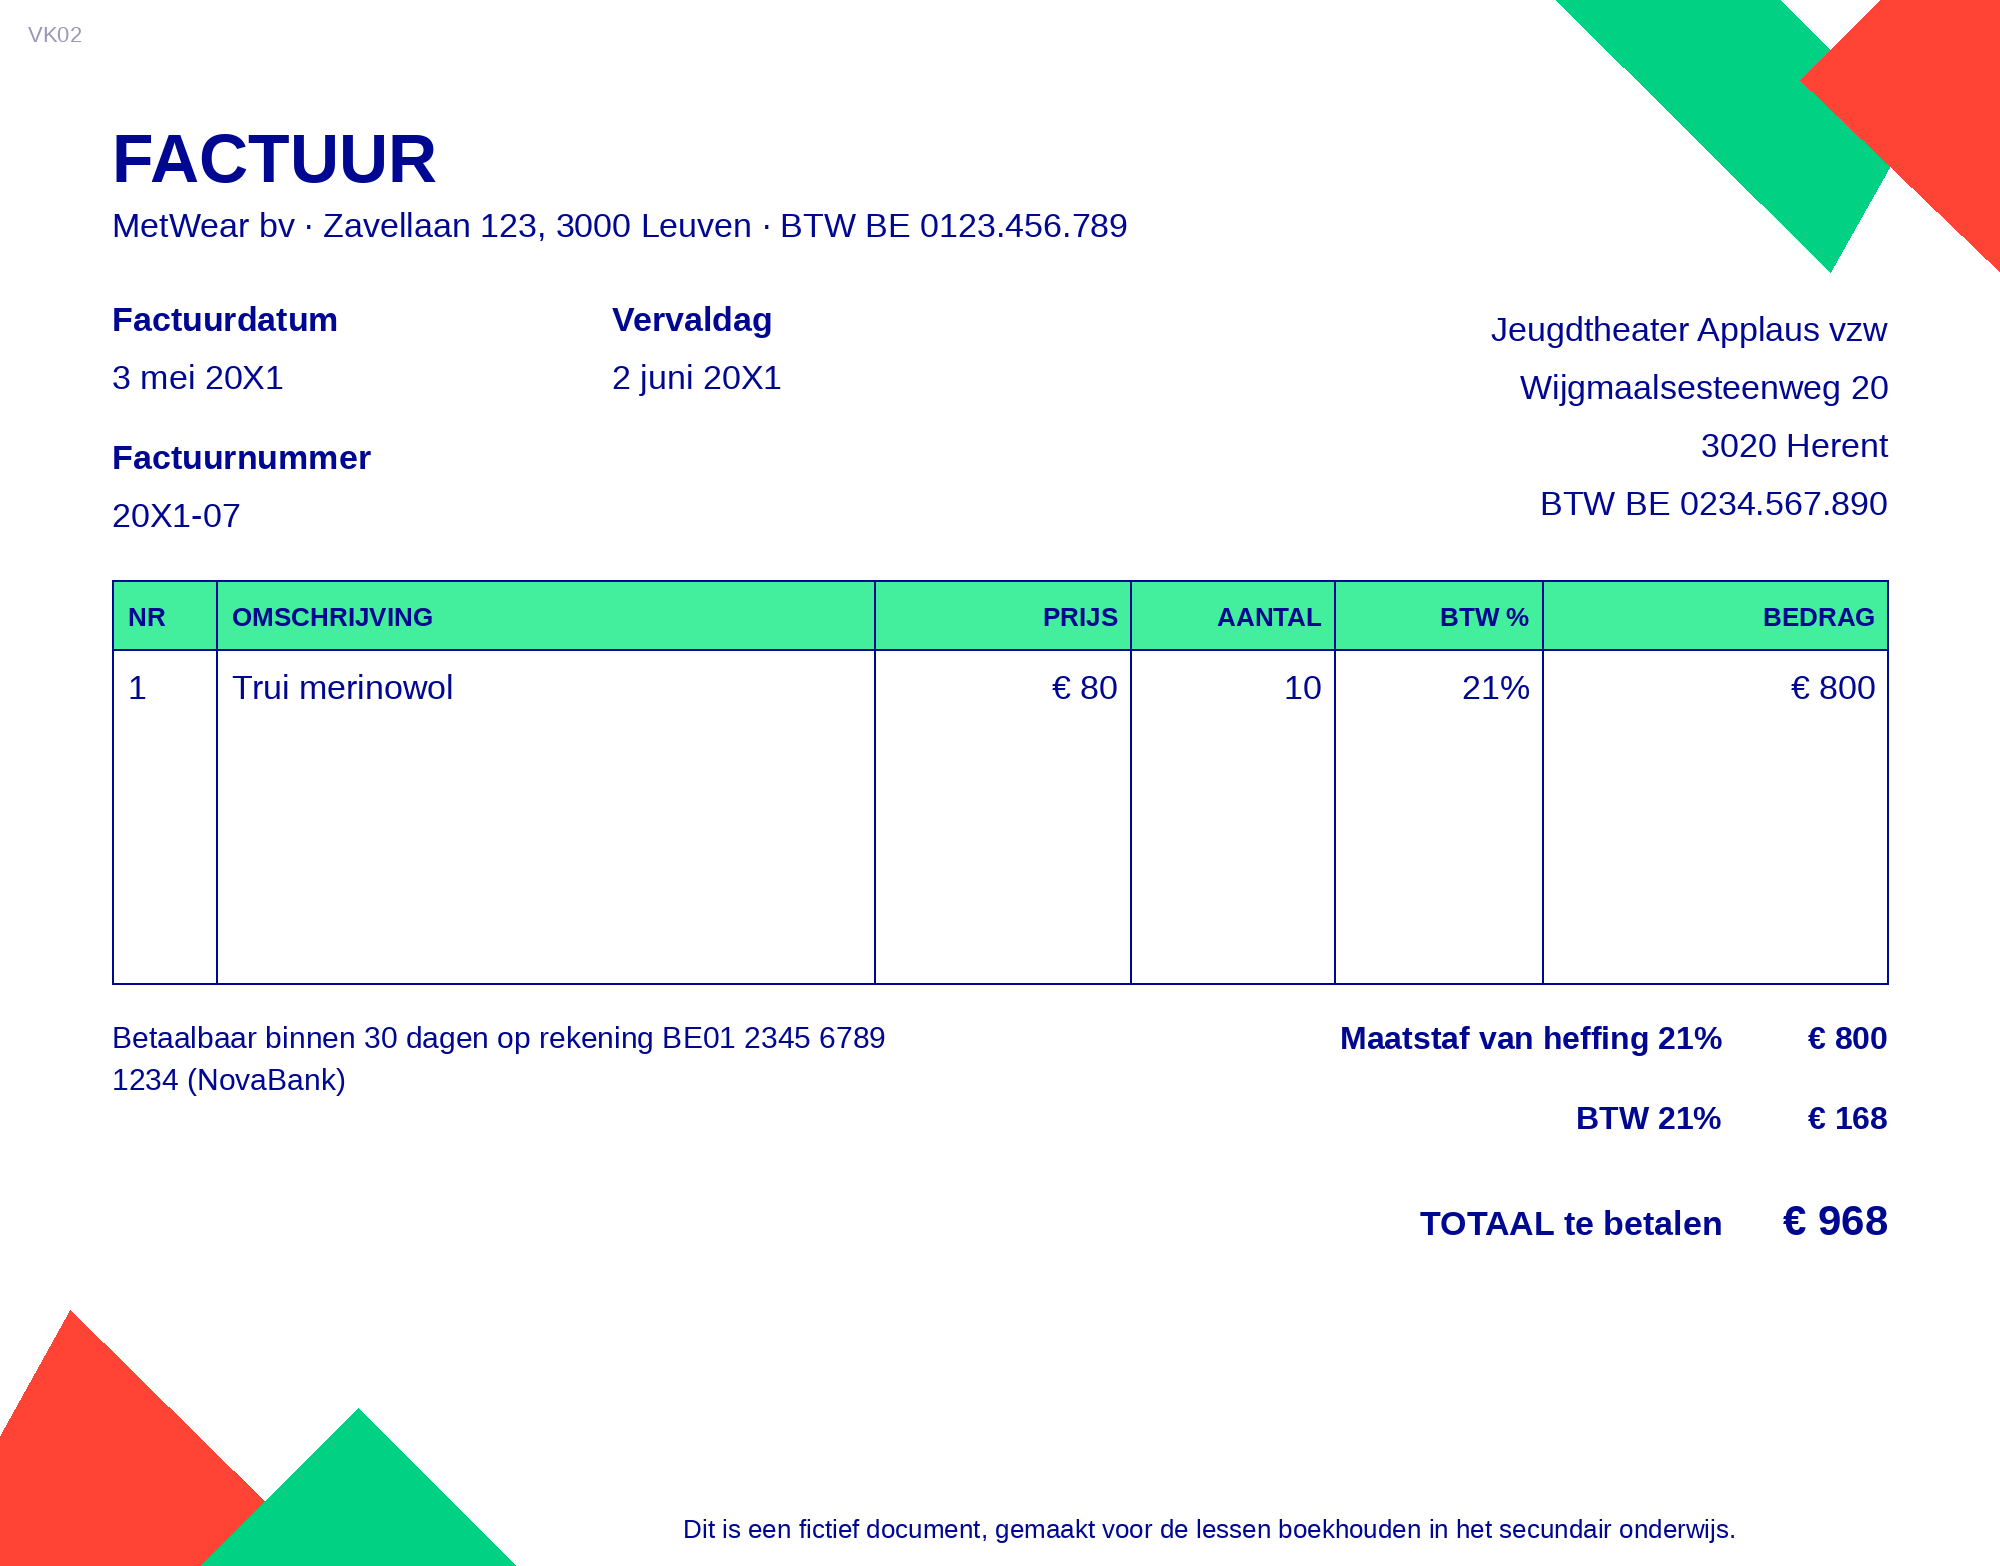 VK02
FACTUUR
MetWear bv · Zavellaan 123, 3000 Leuven · BTW BE 0123.456.789
Factuurdatum
3 mei 20X1
Vervaldag
2 juni 20X1
Factuurnummer
20X1-07
Jeugdtheater Applaus vzw
Wijgmaalsesteenweg 20
3020 Herent
BTW BE 0234.567.890
NR OMSCHRIJVING PRIJS AANTAL BTW % BEDRAG
1 Trui merinowol € 80 10 21% € 800
Betaalbaar binnen 30 dagen op rekening BE01 2345 6789
1234 (NovaBank)
Maatstaf van heffing 21% € 800
BTW 21% € 168
TOTAAL te betalen € 968
Dit is een fictief document, gemaakt voor de lessen boekhouden in het secundair onderwijs.